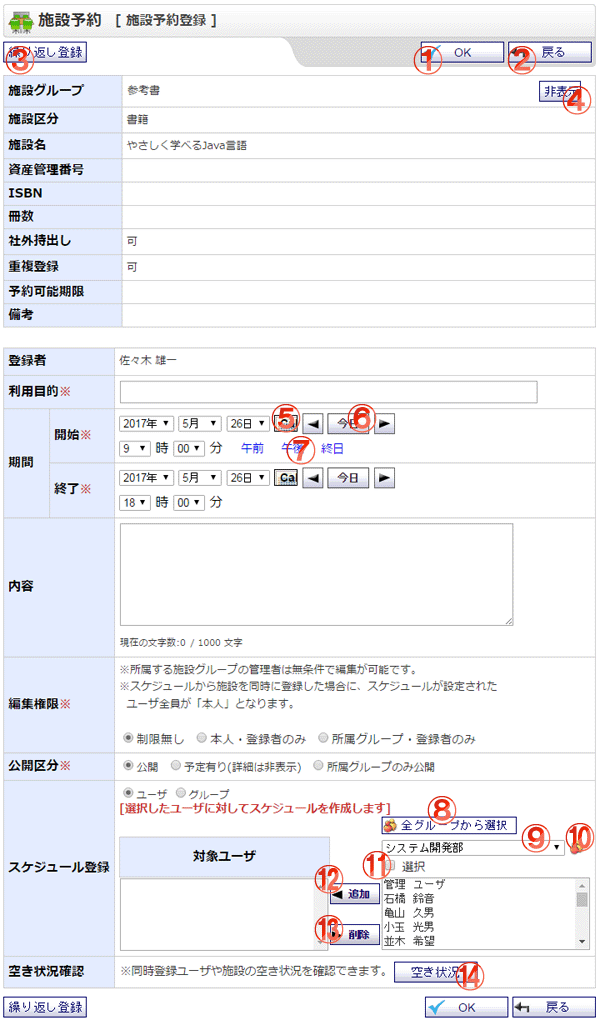 施設予約 [ 施設予約登録 ]
繰り返し登録 ③ ① OK ② 戻る
施設グループ 参考書 非表示 ④
施設区分 書籍
施設名 やさしく学べるJava言語
資産管理番号
ISBN
冊数
社外持出し 可
重複登録 可
予約可能期限
備考
登録者 佐々木 雄一
利用目的※
期間
開始※ 2017年 5月 26日 ⑤ Cal ◀ 今日 ⑥ ▶
9 時 00 分 午前 午後 ⑦ 終日
終了※ 2017年 5月 26日 Cal ◀ 今日 ▶
18 時 00 分
内容
現在の文字数:0 / 1000 文字
編集権限※
※所属する施設グループの管理者は無条件で編集が可能です。
※スケジュールから施設を同時に登録した場合に、スケジュールが設定された
ユーザ全員が「本人」となります。
制限無し 本人・登録者のみ 所属グループ・登録者のみ
公開区分※ 公開 予定有り(詳細は非表示) 所属グループのみ公開
スケジュール登録
ユーザ グループ
[選択したユーザに対してスケジュールを作成します]
⑧ 全グループから選択
対象ユーザ
システム開発部 ⑨ ⑩
⑪ 選択
⑫ ◀ 追加
⑬ ▶ 削除
管理 ユーザ
石橋 鈴音
亀山 久男
小玉 光男
並木 希望
空き状況確認 ※同時登録ユーザや施設の空き状況を確認できます。 空き状況 ⑭
繰り返し登録 OK 戻る